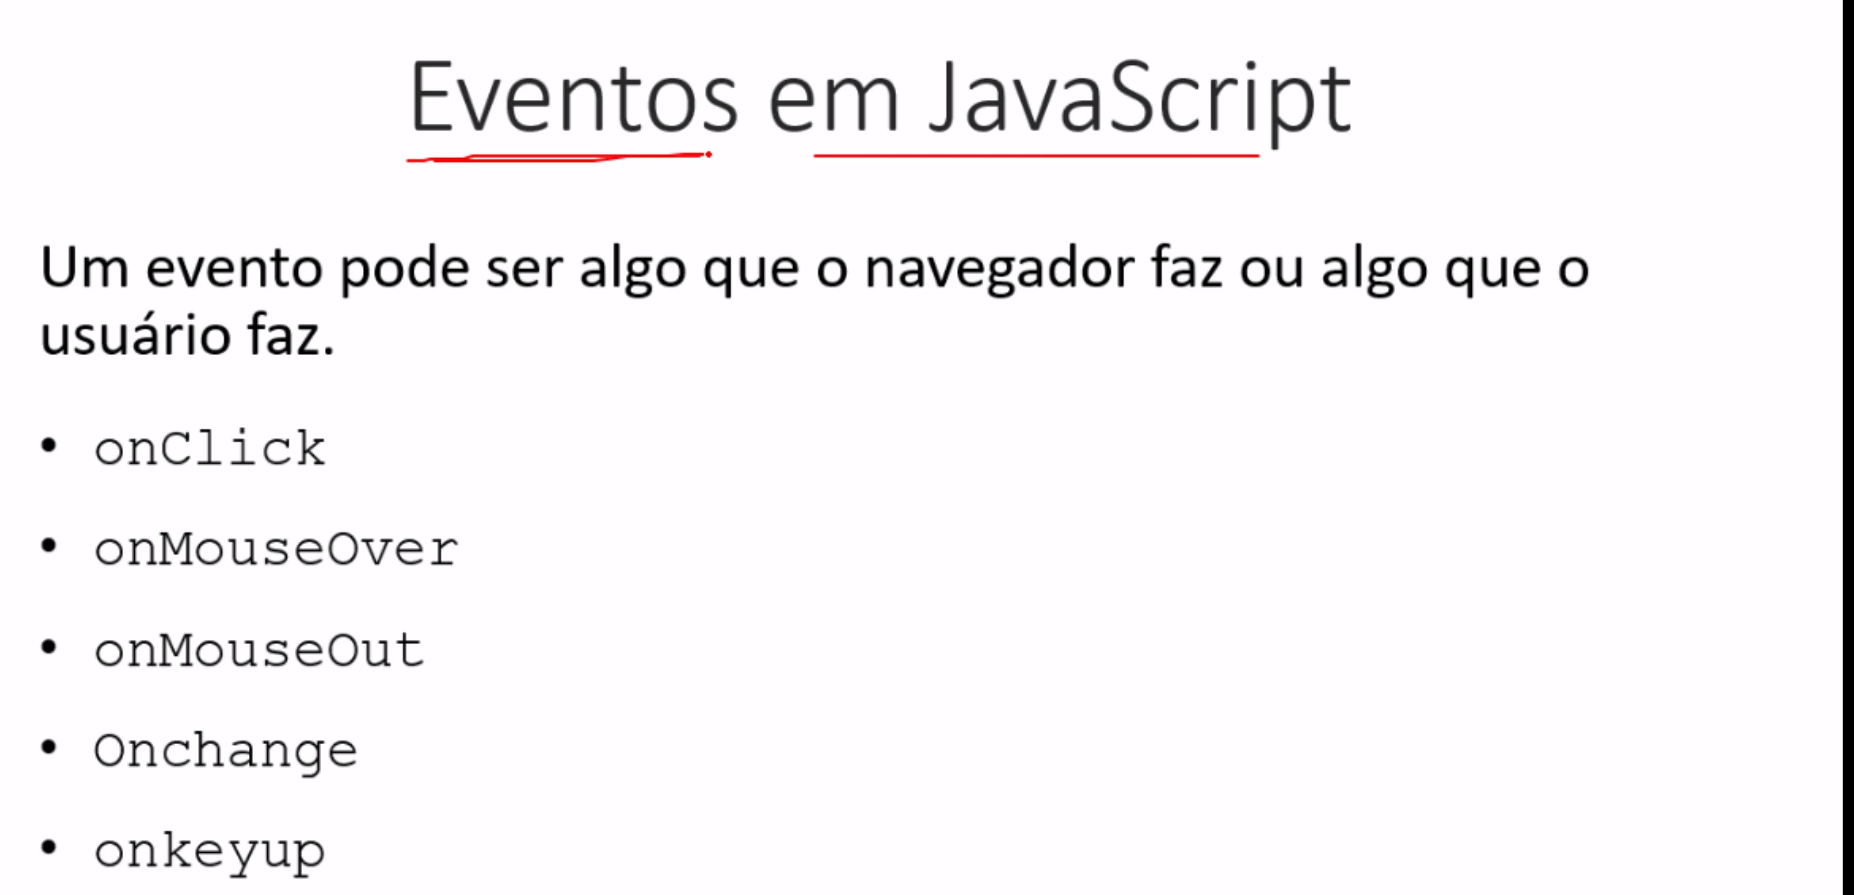 Eventos em JavaScript
Um evento pode ser algo que o navegador faz ou algo que o
usuário faz.
• onClick
• onMouseOver
• onMouseOut
• Onchange
• onkeyup